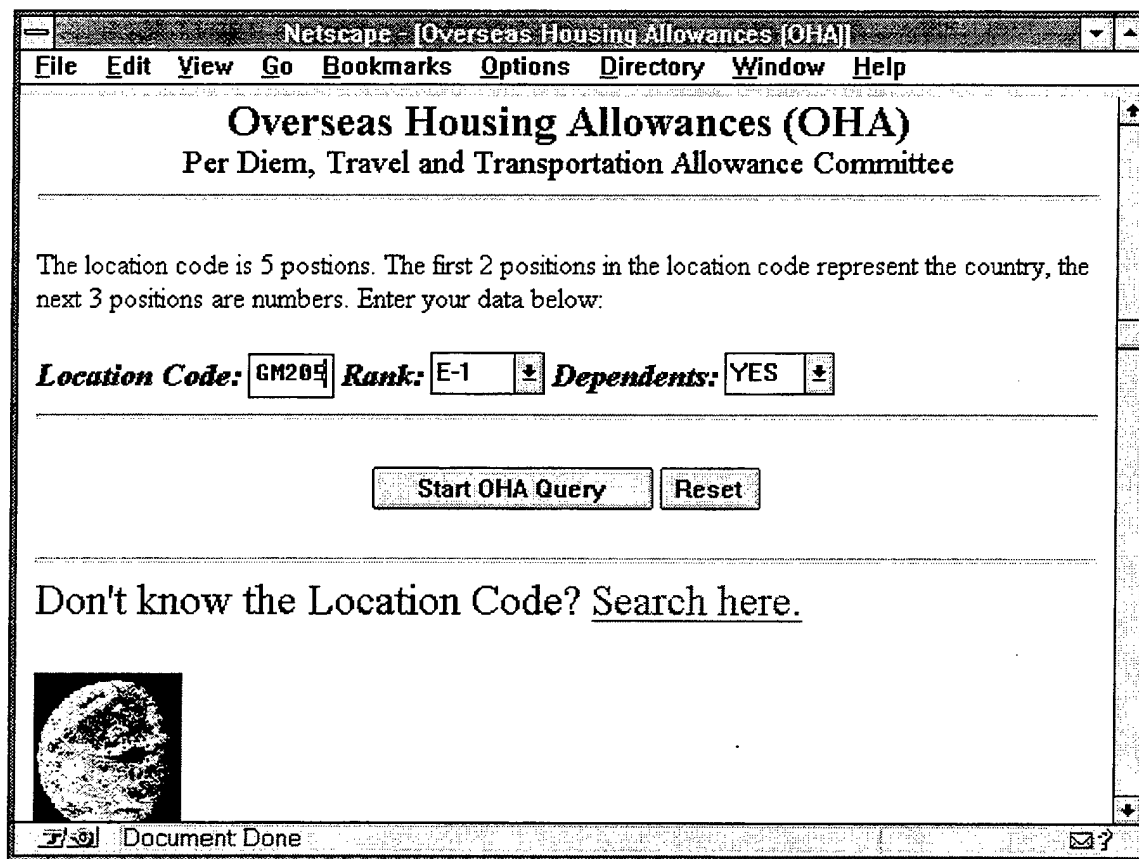 Netscape - [Overseas Housing Allowances (OHA)]
File Edit View Go Bookmarks Options Directory Window Help
Overseas Housing Allowances (OHA)
Per Diem, Travel and Transportation Allowance Committee
The location code is 5 postions. The first 2 positions in the location code represent the country, the
next 3 positions are numbers. Enter your data below:
Location Code: GM205 Rank: E-1 Dependents: YES
Start OHA Query Reset
Don't know the Location Code? Search here.
Document Done